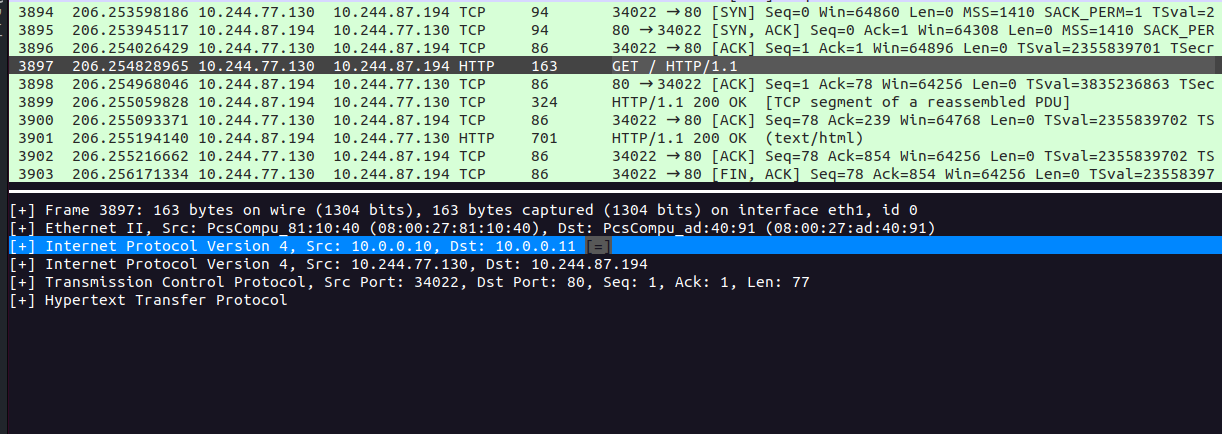 3894 206.253598186 10.244.77.130 10.244.87.194 TCP 94 34022 → 80 [SYN] Seq=0 Win=64860 Len=0 MSS=1410 SACK_PERM=1 TSval=2
3895 206.253945117 10.244.87.194 10.244.77.130 TCP 94 80 → 34022 [SYN, ACK] Seq=0 Ack=1 Win=64308 Len=0 MSS=1410 SACK_PER
3896 206.254026429 10.244.77.130 10.244.87.194 TCP 86 34022 → 80 [ACK] Seq=1 Ack=1 Win=64896 Len=0 TSval=2355839701 TSecr
3897 206.254828965 10.244.77.130 10.244.87.194 HTTP 163 GET / HTTP/1.1
3898 206.254968046 10.244.87.194 10.244.77.130 TCP 86 80 → 34022 [ACK] Seq=1 Ack=78 Win=64256 Len=0 TSval=3835236863 TSec
3899 206.255059828 10.244.87.194 10.244.77.130 TCP 324 HTTP/1.1 200 OK [TCP segment of a reassembled PDU]
3900 206.255093371 10.244.77.130 10.244.87.194 TCP 86 34022 → 80 [ACK] Seq=78 Ack=239 Win=64768 Len=0 TSval=2355839702 TS
3901 206.255194140 10.244.87.194 10.244.77.130 HTTP 701 HTTP/1.1 200 OK (text/html)
3902 206.255216662 10.244.77.130 10.244.87.194 TCP 86 34022 → 80 [ACK] Seq=78 Ack=854 Win=64256 Len=0 TSval=2355839702 TS
3903 206.256171334 10.244.77.130 10.244.87.194 TCP 86 34022 → 80 [FIN, ACK] Seq=78 Ack=854 Win=64256 Len=0 TSval=23558397
[+] Frame 3897: 163 bytes on wire (1304 bits), 163 bytes captured (1304 bits) on interface eth1, id 0
[+] Ethernet II, Src: PcsCompu_81:10:40 (08:00:27:81:10:40), Dst: PcsCompu_ad:40:91 (08:00:27:ad:40:91)
[+] Internet Protocol Version 4, Src: 10.0.0.10, Dst: 10.0.0.11 [=]
[+] Internet Protocol Version 4, Src: 10.244.77.130, Dst: 10.244.87.194
[+] Transmission Control Protocol, Src Port: 34022, Dst Port: 80, Seq: 1, Ack: 1, Len: 77
[+] Hypertext Transfer Protocol